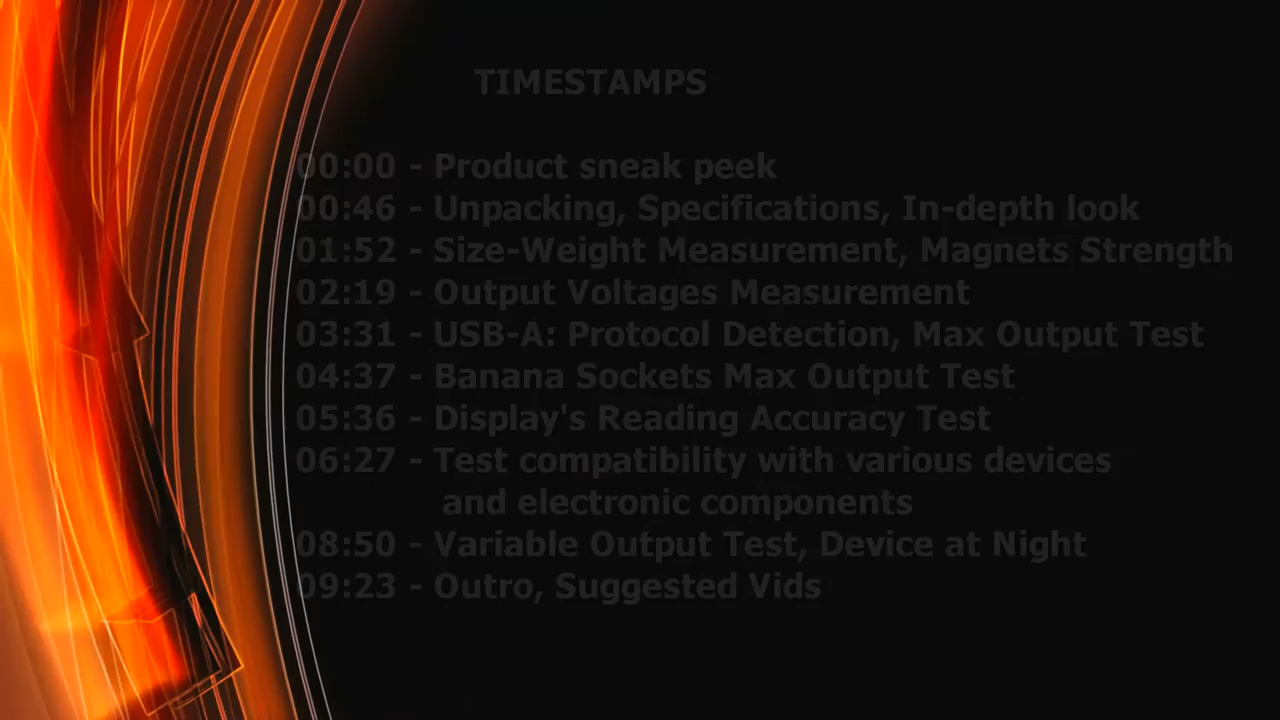 TIMESTAMPS
00:00 - Product sneak peek
00:46 - Unpacking, Specifications, In-depth look
01:52 - Size-Weight Measurement, Magnets Strength
02:19 - Output Voltages Measurement
03:31 - USB-A: Protocol Detection, Max Output Test
04:37 - Banana Sockets Max Output Test
05:36 - Display's Reading Accuracy Test
06:27 - Test compatibility with various devices
and electronic components
08:50 - Variable Output Test, Device at Night
09:23 - Outro, Suggested Vids